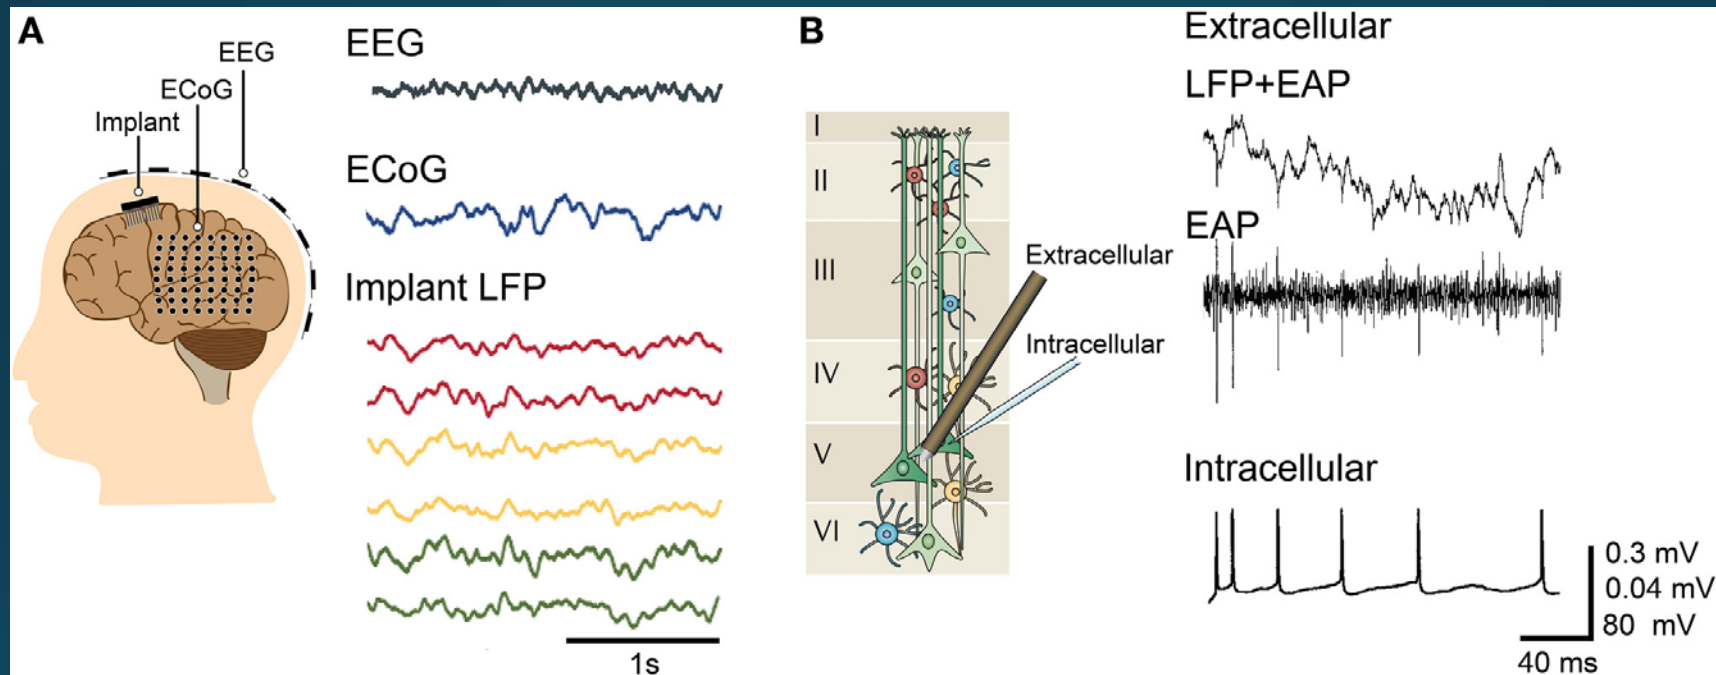 A
EEG
ECoG
Implant
EEG
ECoG
Implant LFP
1s
B
I
II
III
IV
V
VI
Extracellular
Intracellular
Extracellular
LFP+EAP
EAP
Intracellular
0.3 mV
0.04 mV
80 mV
40 ms